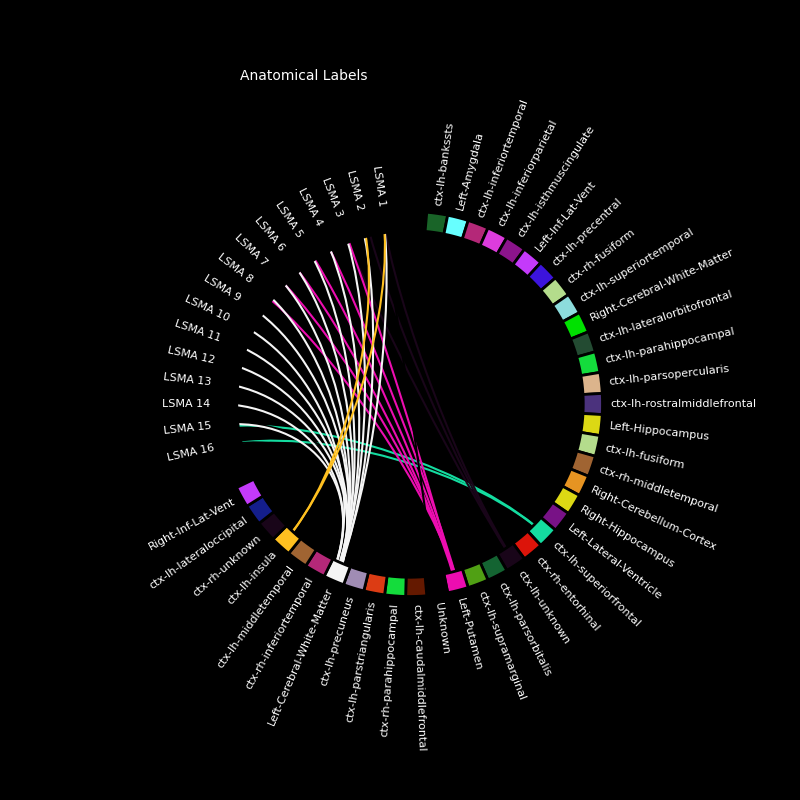 Anatomical Labels
LSMA 1
LSMA 2
LSMA 3
LSMA 4
LSMA 5
LSMA 6
LSMA 7
LSMA 8
LSMA 9
LSMA 10
LSMA 11
LSMA 12
LSMA 13
LSMA 14
LSMA 15
LSMA 16
Right-Inf-Lat-Vent
ctx-lh-lateraloccipital
ctx-rh-unknown
ctx-lh-insula
ctx-lh-middletemporal
ctx-rh-inferiortemporal
Left-Cerebral-White-Matter
ctx-lh-precuneus
ctx-lh-parstriangularis
ctx-rh-parahippocampal
ctx-lh-caudalmiddlefrontal
Unknown
Left-Putamen
ctx-lh-supramarginal
ctx-lh-parsorbitalis
ctx-lh-unknown
ctx-rh-entorhinal
ctx-lh-superiorfrontal
Left-Lateral-Ventricle
Right-Hippocampus
Right-Cerebellum-Cortex
ctx-rh-middletemporal
ctx-lh-fusiform
Left-Hippocampus
ctx-lh-rostralmiddlefrontal
ctx-lh-parsopercularis
ctx-lh-parahippocampal
ctx-lh-lateralorbitofrontal
Right-Cerebral-White-Matter
ctx-lh-superiortemporal
ctx-rh-fusiform
ctx-lh-precentral
Left-Inf-Lat-Vent
ctx-lh-isthmuscingulate
ctx-lh-inferiorparietal
ctx-lh-inferiortemporal
Left-Amygdala
ctx-lh-bankssts